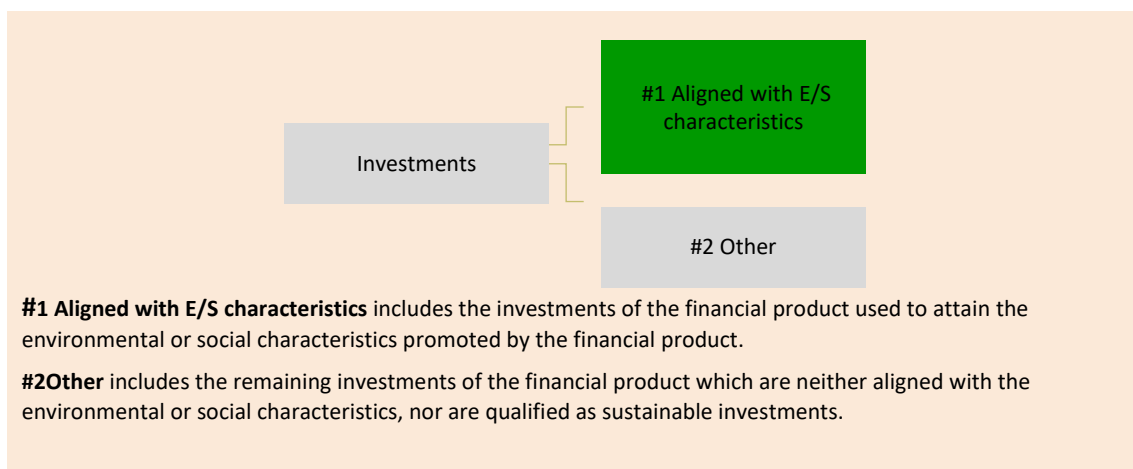 #1 Aligned with E/S
characteristics
Investments
#2 Other
#1 Aligned with E/S characteristics includes the investments of the financial product used to attain the
environmental or social characteristics promoted by the financial product.
#2Other includes the remaining investments of the financial product which are neither aligned with the
environmental or social characteristics, nor are qualified as sustainable investments.